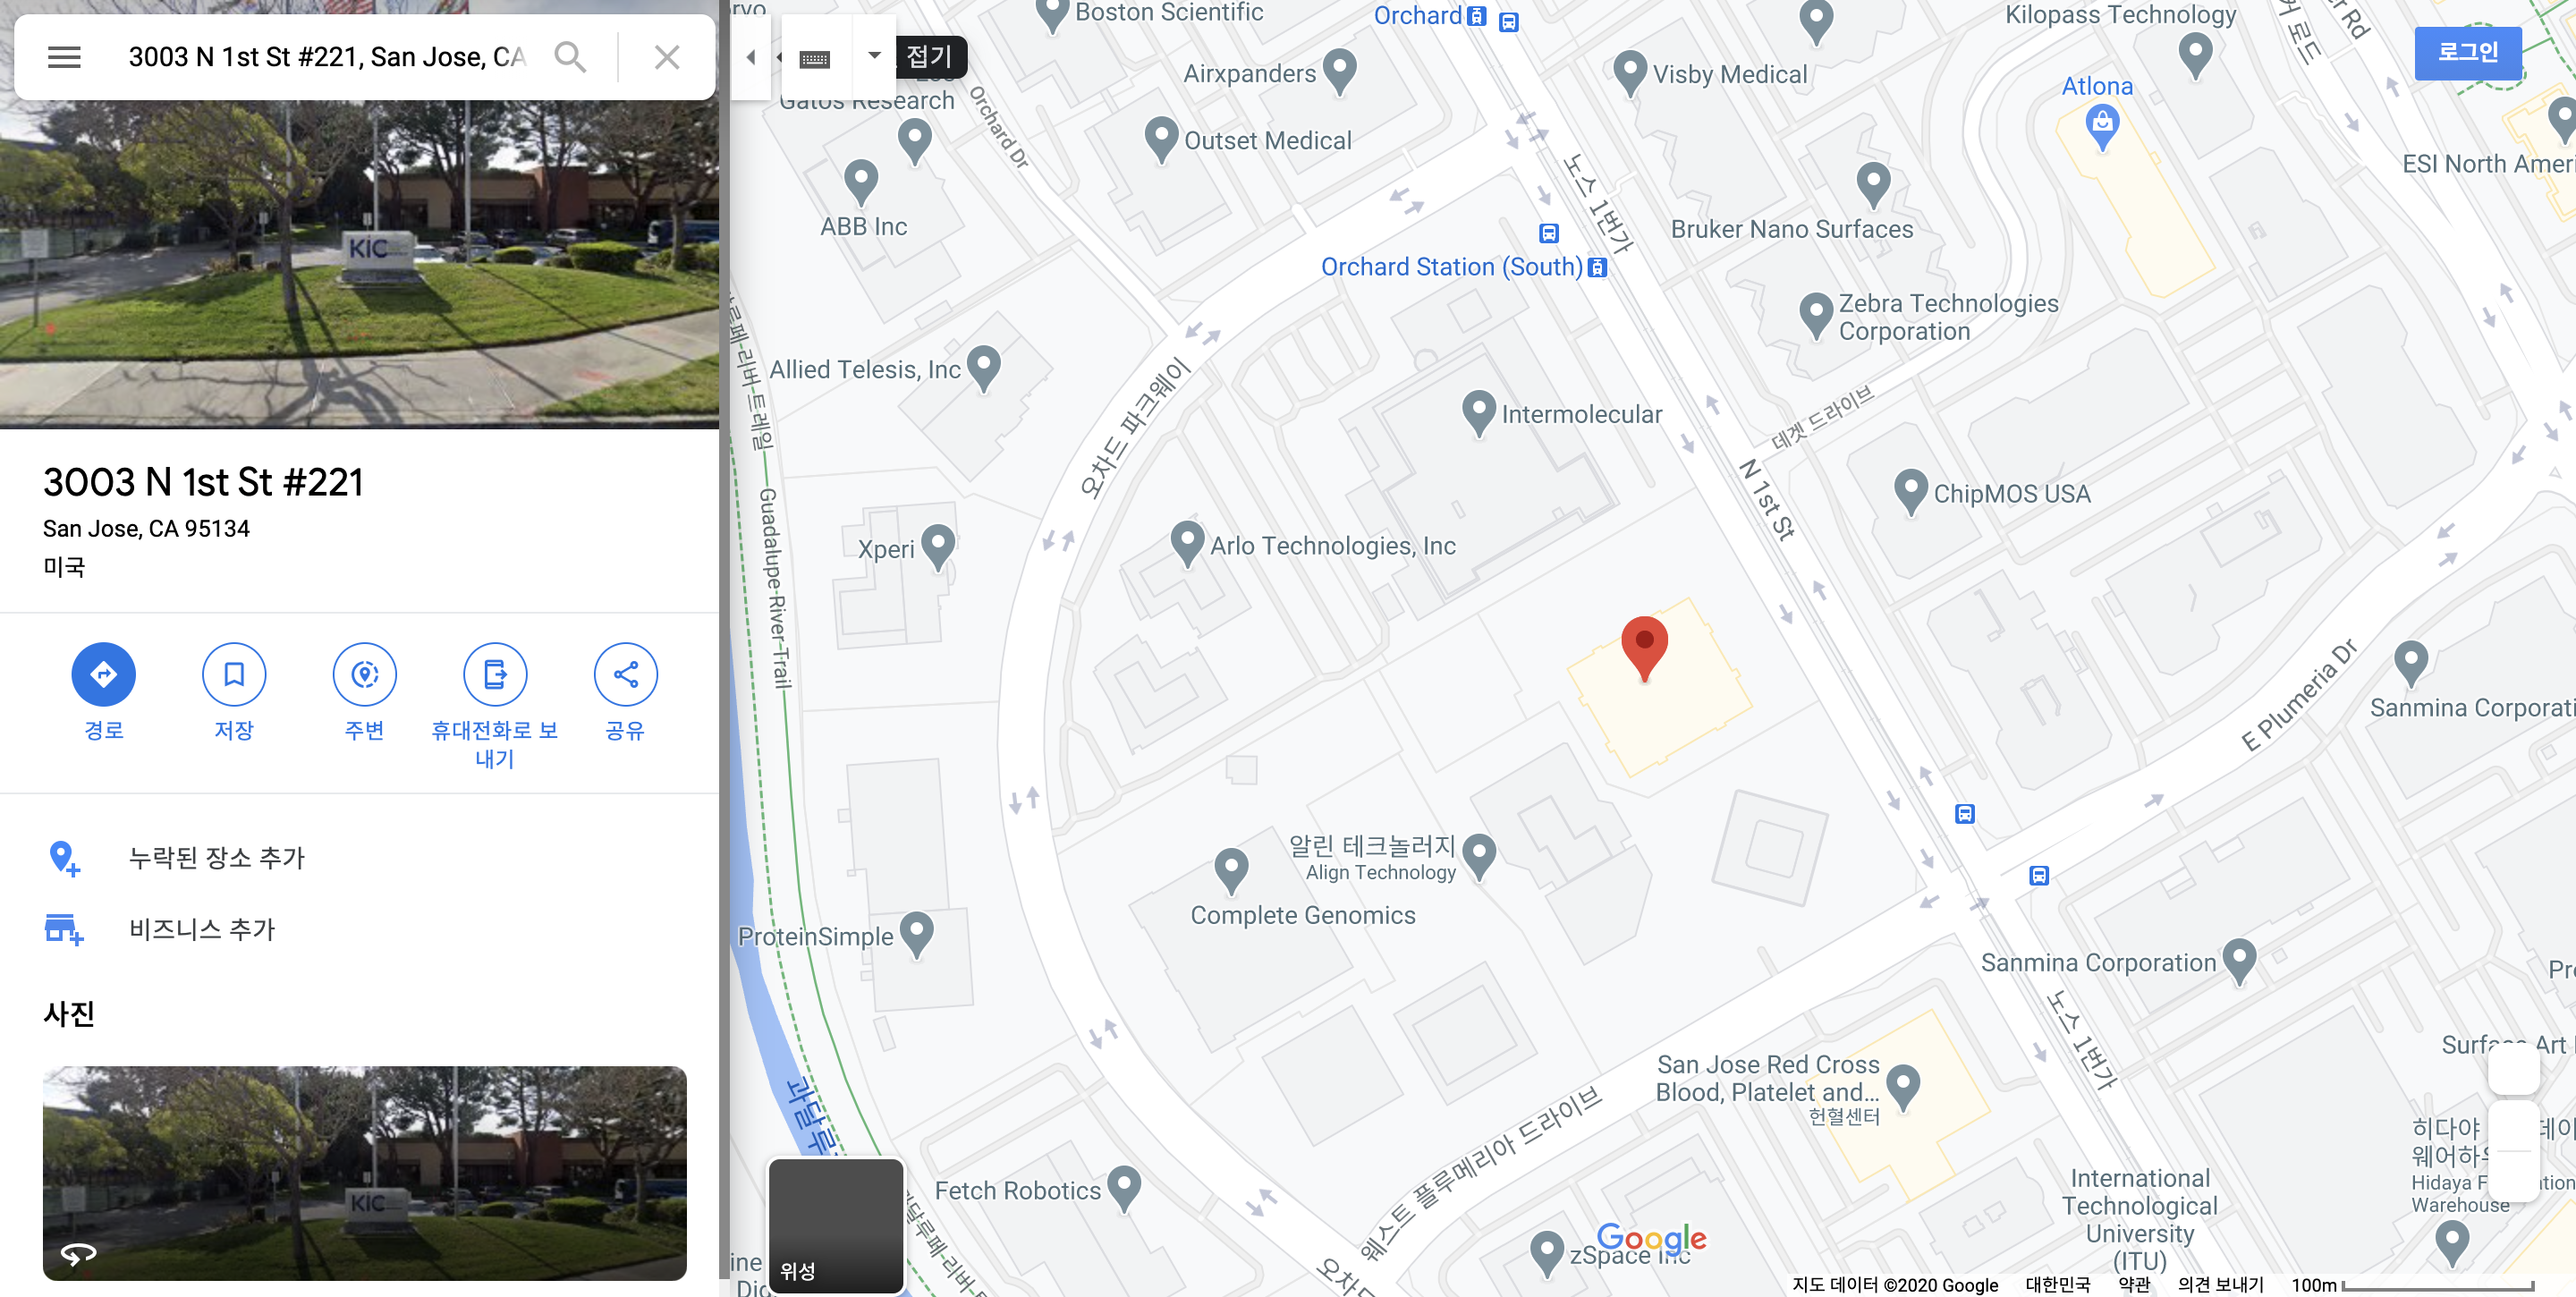 3003 N 1st St #221, San Jose, CA
KIC
3003 N 1st St #221
San Jose, CA 95134
미국
경로
저장
주변
휴대전화로 보
내기
공유
누락된 장소 추가
비즈니스 추가
사진
KIC
접기
로그인
위성
Boston Scientific
Orchard
Kilopass Technology
Airxpanders
Visby Medical
Atlona
Gatos Research
Orchard Dr
Outset Medical
노스 1번가
ESI North Ameri
ABB Inc
Bruker Nano Surfaces
Orchard Station (South)
Zebra Technologies
Corporation
Allied Telesis, Inc
오차드 파크웨이
Intermolecular
데겟 드라이브
N 1st St
ChipMOS USA
Guadalupe River Trail
Xperi
Arlo Technologies, Inc
E Plumeria Dr
Sanmina Corporati
알린 테크놀러지
Align Technology
Complete Genomics
ProteinSimple
Sanmina Corporation
노스 1번가
San Jose Red Cross
Blood, Platelet and...
헌혈센터
웨스트 플루메리아 드라이브
International
Technological
University
(ITU)
Hidaya
Warehouse
Fetch Robotics
zSpace Inc
Google
지도 데이터 ©2020 Google
대한민국
약관
의견 보내기
100m